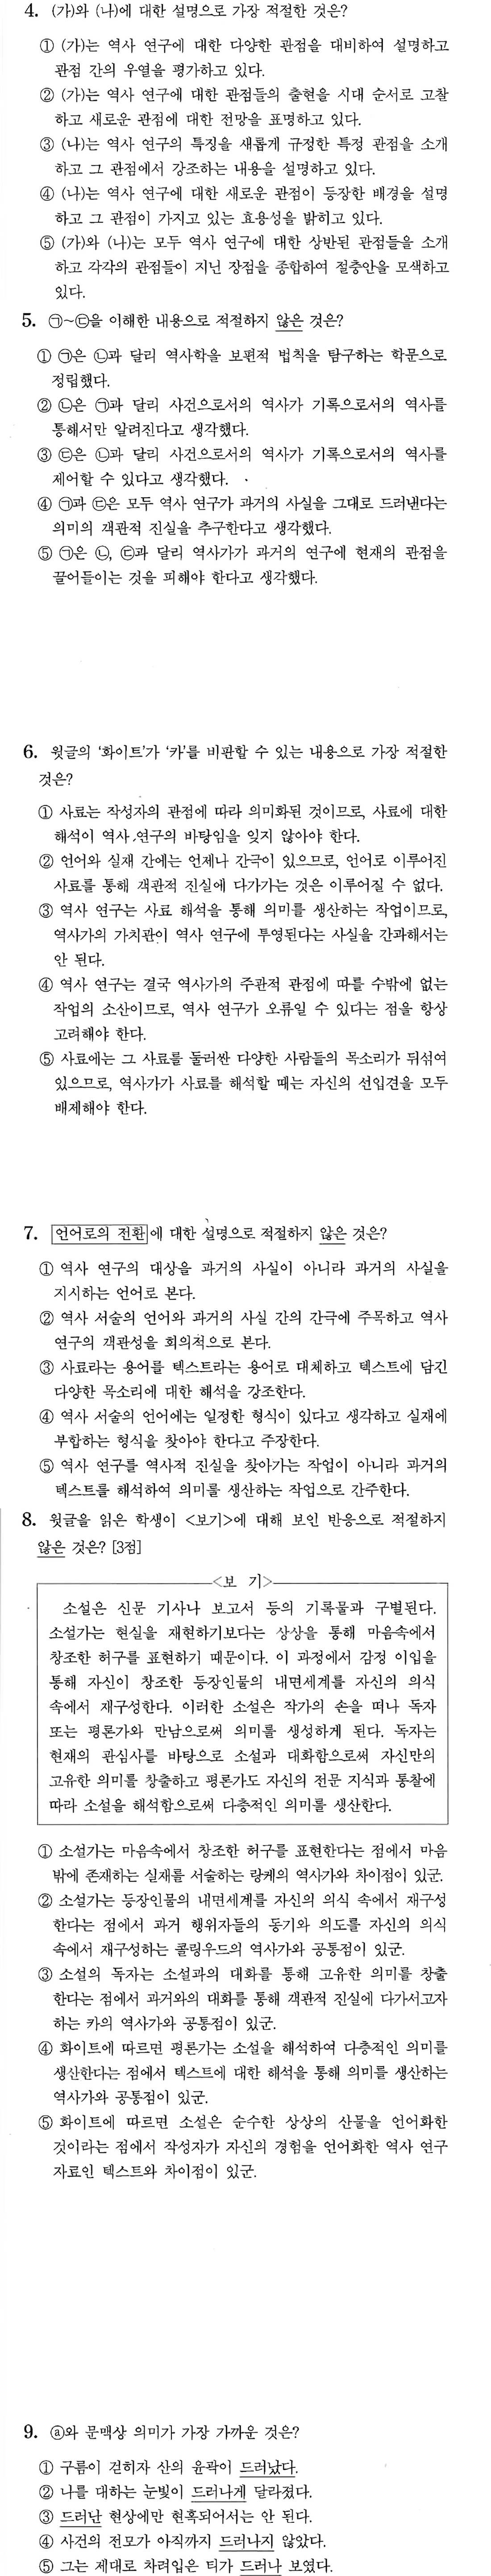 4. (가)와 (나)에 대한 설명으로 가장 적절한 것은?
① (가)는 역사 연구에 대한 다양한 관점을 대비하여 설명하고
관점 간의 우열을 평가하고 있다.
② (가)는 역사 연구에 대한 관점들의 출현을 시대 순서로 고찰
하고 새로운 관점에 대한 전망을 표명하고 있다.
③ (나)는 역사 연구의 특징을 새롭게 규정한 특정 관점을 소개
하고 그 관점에서 강조하는 내용을 설명하고 있다.
④ (나)는 역사 연구에 대한 새로운 관점이 등장한 배경을 설명
하고 그 관점이 가지고 있는 효용성을 밝히고 있다.
⑤ (가)와 (나)는 모두 역사 연구에 대한 상반된 관점들을 소개
하고 각각의 관점들이 지닌 장점을 종합하여 절충안을 모색하고
있다.
5. ㉠~㉢을 이해한 내용으로 적절하지 않은 것은?
① ㉠은 ㉡과 달리 역사학을 보편적 법칙을 탐구하는 학문으로
정립했다.
② ㉡은 ㉠과 달리 사건으로서의 역사가 기록으로서의 역사를
통해서만 알려진다고 생각했다.
③ ㉢은 ㉡과 달리 사건으로서의 역사가 기록으로서의 역사를
제어할 수 있다고 생각했다.
④ ㉠과 ㉢은 모두 역사 연구가 과거의 사실을 그대로 드러낸다는
의미의 객관적 진실을 추구한다고 생각했다.
⑤ ㉠은 ㉡, ㉢과 달리 역사가가 과거의 연구에 현재의 관점을
끌어들이는 것을 피해야 한다고 생각했다.
6. 윗글의 '화이트'가 '카'를 비판할 수 있는 내용으로 가장 적절한
것은?
① 사료는 작성자의 관점에 따라 의미화된 것이므로, 사료에 대한
해석이 역사 연구의 바탕임을 잊지 않아야 한다.
② 언어와 실재 간에는 언제나 간극이 있으므로, 언어로 이루어진
사료를 통해 객관적 진실에 다가가는 것은 이루어질 수 없다.
③ 역사 연구는 사료 해석을 통해 의미를 생산하는 작업이므로,
역사가의 가치관이 역사 연구에 투영된다는 사실을 간과해서는
안 된다.
④ 역사 연구는 결국 역사가의 주관적 관점에 따를 수밖에 없는
작업의 소산이므로, 역사 연구가 오류일 수 있다는 점을 항상
고려해야 한다.
⑤ 사료에는 그 사료를 둘러싼 다양한 사람들의 목소리가 뒤섞여
있으므로, 역사가가 사료를 해석할 때는 자신의 선입견을 모두
배제해야 한다.
7. 언어로의 전환에 대한 설명으로 적절하지 않은 것은?
① 역사 연구의 대상을 과거의 사실이 아니라 과거의 사실을
지시하는 언어로 본다.
② 역사 서술의 언어와 과거의 사실 간의 간극에 주목하고 역사
연구의 객관성을 회의적으로 본다.
③ 사료라는 용어를 텍스트라는 용어로 대체하고 텍스트에 담긴
다양한 목소리에 대한 해석을 강조한다.
④ 역사 서술의 언어에는 일정한 형식이 있다고 생각하고 실재에
부합하는 형식을 찾아야 한다고 주장한다.
⑤ 역사 연구를 역사적 진실을 찾아가는 작업이 아니라 과거의
텍스트를 해석하여 의미를 생산하는 작업으로 간주한다.
8. 윗글을 읽은 학생이 <보기>에 대해 보인 반응으로 적절하지
않은 것은? [3점]
<보 기>
소설은 신문 기사나 보고서 등의 기록물과 구별된다.
소설가는 현실을 재현하기보다는 상상을 통해 마음속에서
창조한 허구를 표현하기 때문이다. 이 과정에서 감정 이입을
통해 자신이 창조한 등장인물의 내면세계를 자신의 의식
속에서 재구성한다. 이러한 소설은 작가의 손을 떠나 독자
또는 평론가와 만남으로써 의미를 생성하게 된다. 독자는
현재의 관심사를 바탕으로 소설과 대화함으로써 자신만의
고유한 의미를 창출하고 평론가도 자신의 전문 지식과 통찰에
따라 소설을 해석함으로써 다층적인 의미를 생산한다.
① 소설가는 마음속에서 창조한 허구를 표현한다는 점에서 마음
밖에 존재하는 실재를 서술하는 랑케의 역사가와 차이점이 있군.
② 소설가는 등장인물의 내면세계를 자신의 의식 속에서 재구성
한다는 점에서 과거 행위자들의 동기와 의도를 자신의 의식
속에서 재구성하는 콜링우드의 역사가와 공통점이 있군.
③ 소설의 독자는 소설과의 대화를 통해 고유한 의미를 창출
한다는 점에서 과거와의 대화를 통해 객관적 진실에 다가서고자
하는 카의 역사가와 공통점이 있군.
④ 화이트에 따르면 평론가는 소설을 해석하여 다층적인 의미를
생산한다는 점에서 텍스트에 대한 해석을 통해 의미를 생산하는
역사가와 공통점이 있군.
⑤ 화이트에 따르면 소설은 순수한 상상의 산물을 언어화한
것이라는 점에서 작성자가 자신의 경험을 언어화한 역사 연구
자료인 텍스트와 차이점이 있군.
9. ⓐ와 문맥상 의미가 가장 가까운 것은?
① 구름이 걷히자 산의 윤곽이 드러났다.
② 나를 대하는 눈빛이 드러나게 달라졌다.
③ 드러난 현상에만 현혹되어서는 안 된다.
④ 사건의 전모가 아직까지 드러나지 않았다.
⑤ 그는 제대로 차려입은 티가 드러나 보였다.